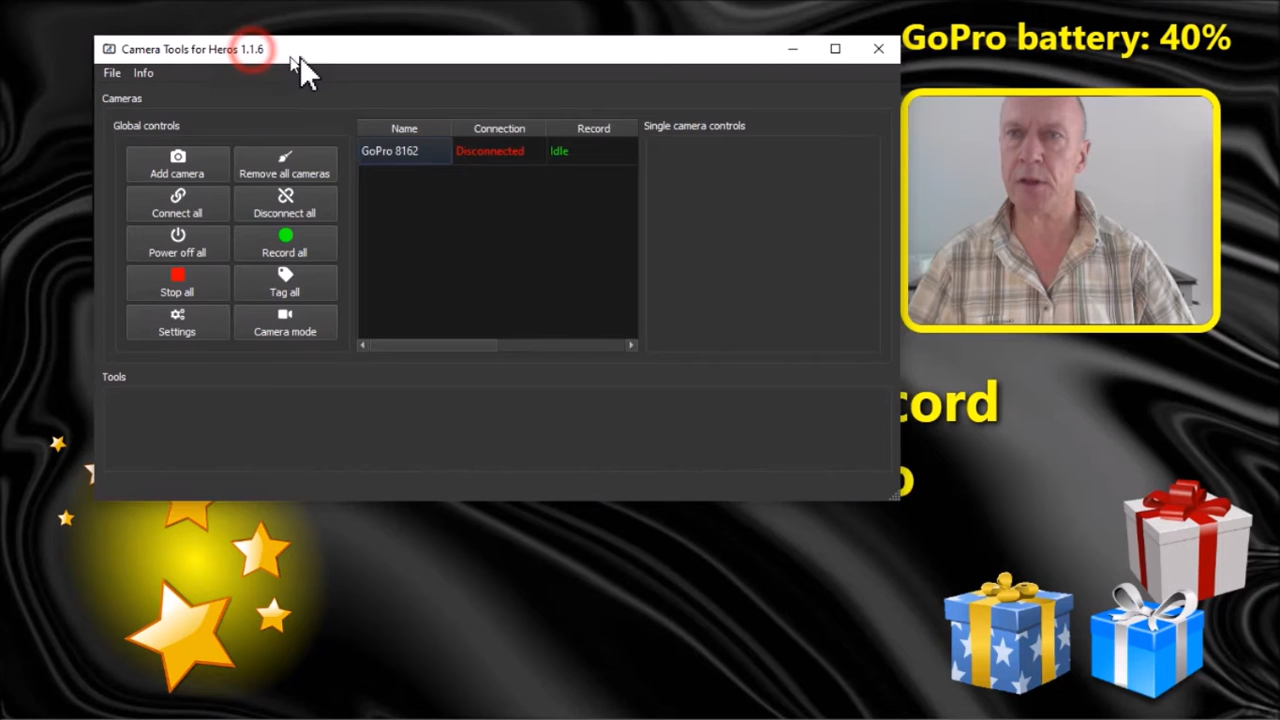 Camera Tools for Heros 1.1.6
GoPro battery: 40%
File Info
Cameras
Global controls
Name Connection Record
Single camera controls
GoPro 8162 Disconnected Idle
Add camera Remove all cameras
Connect all Disconnect all
Power off all Record all
Stop all Tag all
Settings Camera mode
Tools
cord
o